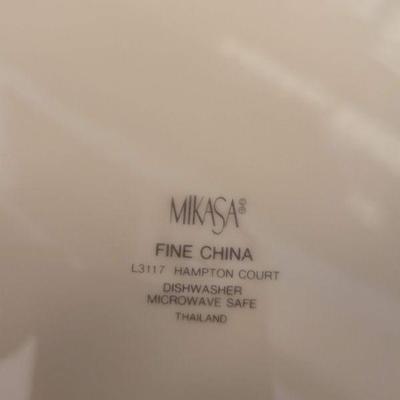 MIKASA
FINE CHINA
L3117 HAMPTON COURT
DISHWASHER
MICROWAVE SAFE
THAILAND